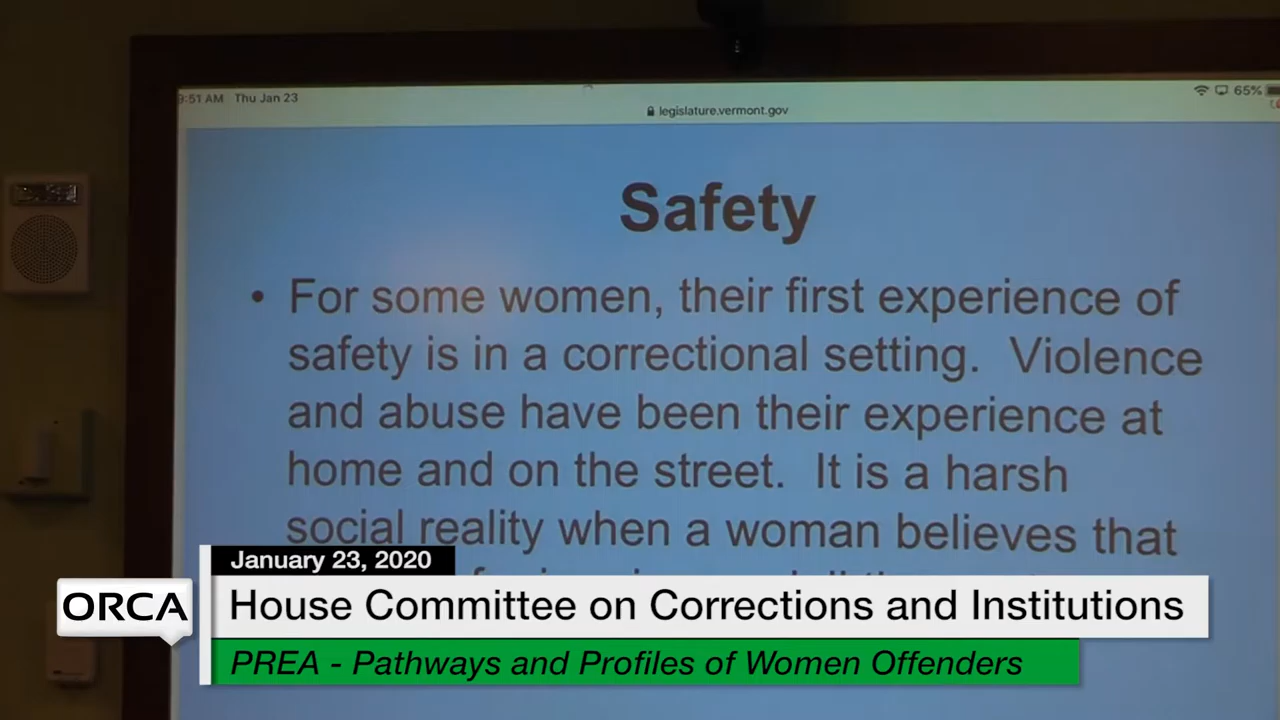 9:51 AM Thu Jan 23
legislature.vermont.gov
65%
Safety
• For some women, their first experience of
safety is in a correctional setting. Violence
and abuse have been their experience at
home and on the street. It is a harsh
social reality when a woman believes that
January 23, 2020
ORCA
House Committee on Corrections and Institutions
PREA - Pathways and Profiles of Women Offenders